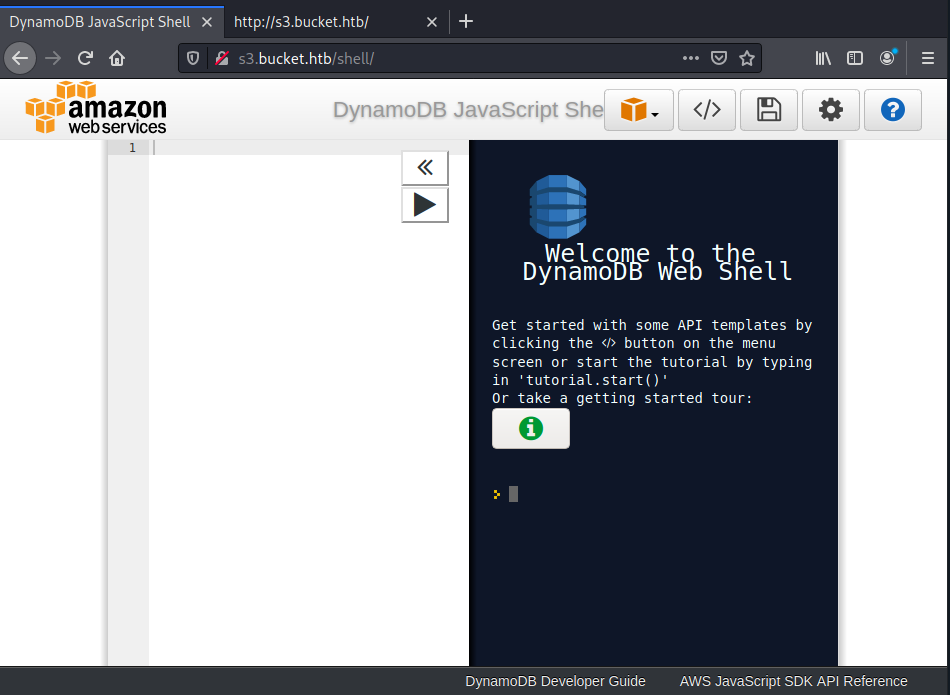 DynamoDB JavaScript Shell
http://s3.bucket.htb/
s3.bucket.htb/shell/
amazon
webservices
DynamoDB JavaScript She
1
Welcome to the
DynamoDB Web Shell
Get started with some API templates by
clicking the </> button on the menu
screen or start the tutorial by typing
in 'tutorial.start()'
Or take a getting started tour:
>
DynamoDB Developer Guide
AWS JavaScript SDK API Reference